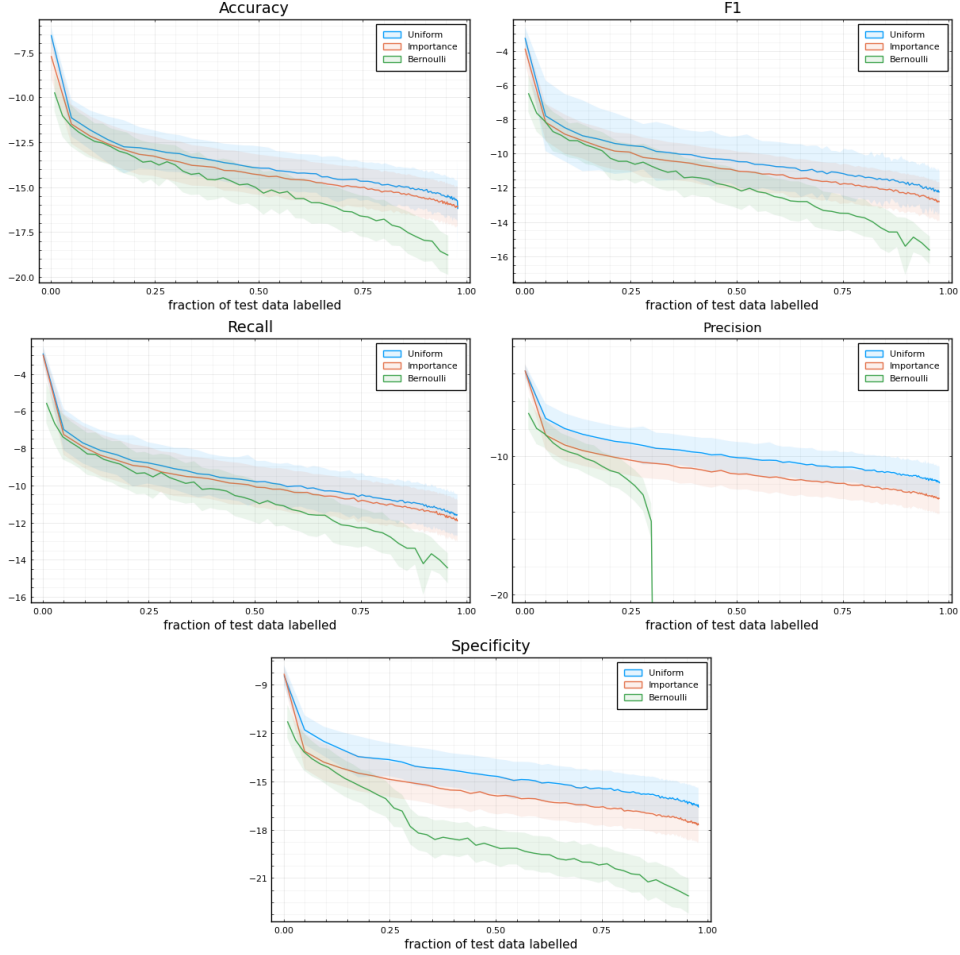 Accuracy
Uniform
Importance
Bernoulli
−7.5
−10.0
−12.5
−15.0
−17.5
−20.0
0.00 0.25 0.50 0.75 1.00
fraction of test data labelled
F1
Uniform
Importance
Bernoulli
−4
−6
−8
−10
−12
−14
−16
0.00 0.25 0.50 0.75 1.00
fraction of test data labelled
Recall
Uniform
Importance
Bernoulli
−4
−6
−8
−10
−12
−14
−16
0.00 0.25 0.50 0.75 1.00
fraction of test data labelled
Precision
Uniform
Importance
Bernoulli
−10
−20
0.00 0.25 0.50 0.75 1.00
fraction of test data labelled
Specificity
Uniform
Importance
Bernoulli
−9
−12
−15
−18
−21
0.00 0.25 0.50 0.75 1.00
fraction of test data labelled